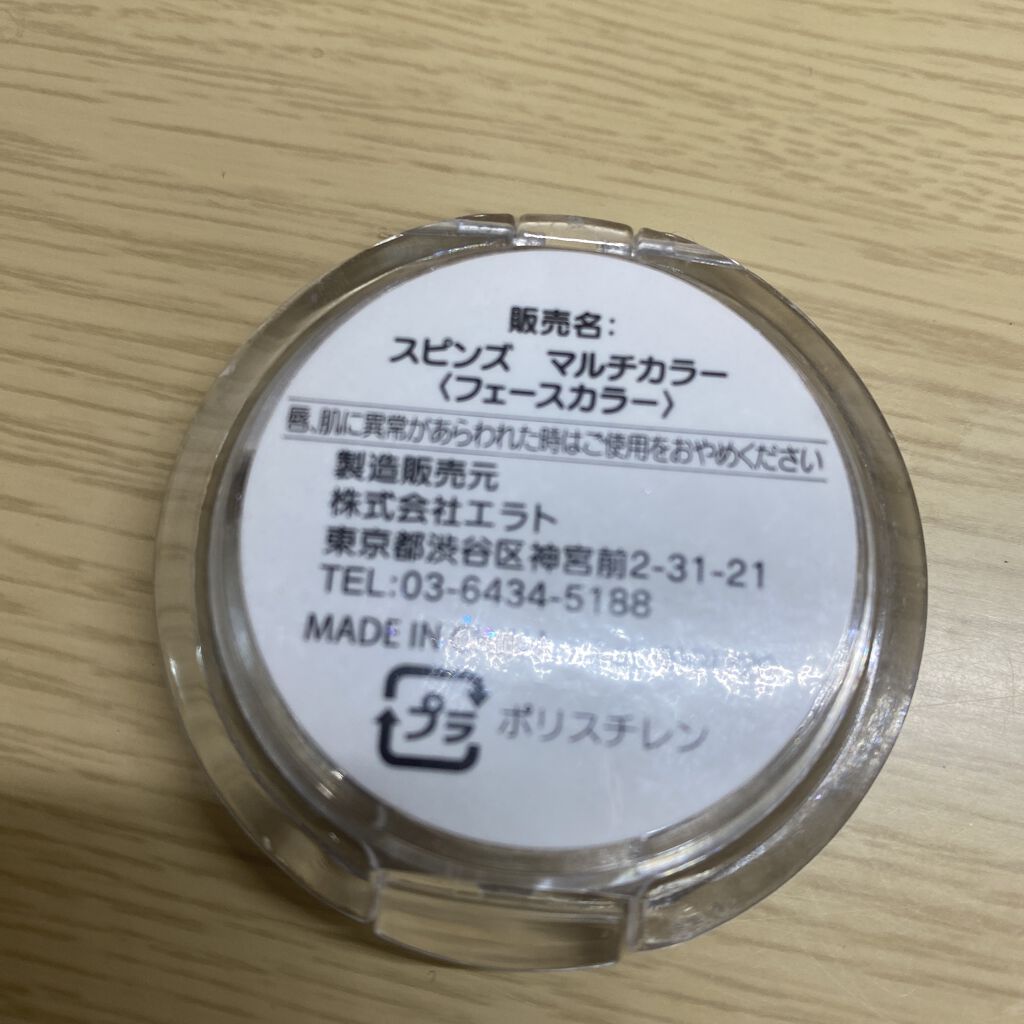 販売名:
スピンズ マルチカラー
〈フェースカラー〉
唇、肌に異常があらわれた時はご使用をおやめください
製造販売元
株式会社エラト
東京都渋谷区神宮前2-31-21
TEL:03-6434-5188
MADE IN
プラ ポリスチレン